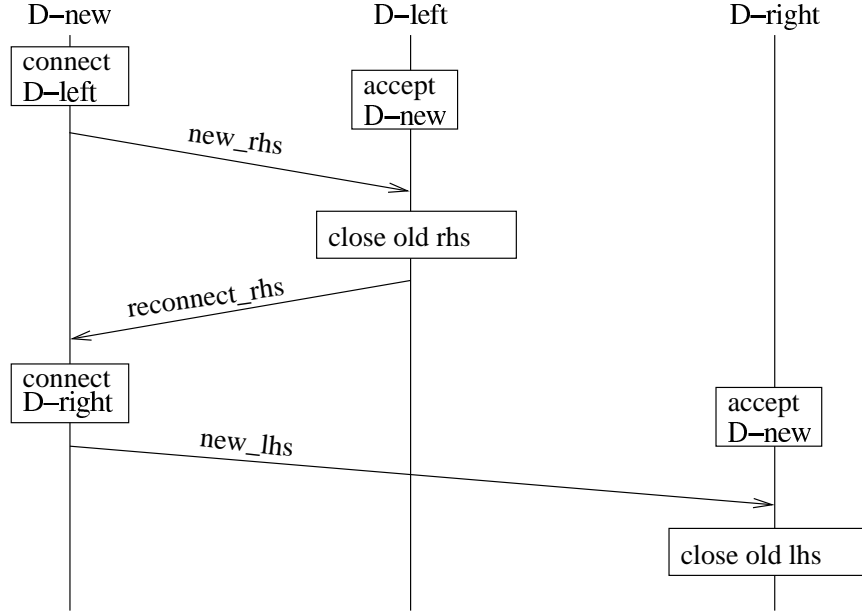 D-new
D-left
D-right
connect
D-left
accept
D-new
new_rhs
close old rhs
reconnect_rhs
connect
D-right
accept
D-new
new_lhs
close old lhs